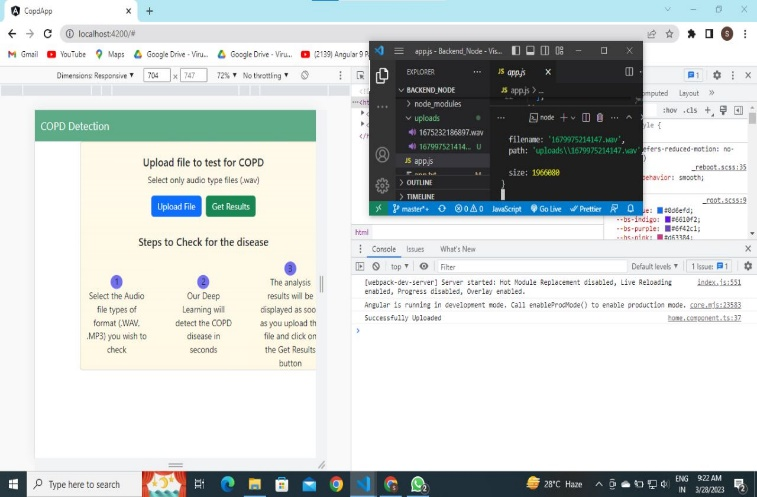 CopdApp
localhost:4200/#
Gmail YouTube Maps Google Drive - Viru... Google Drive - Viru... (2139) Angular 9 F
Dimensions: Responsive 704 x 747 72% No throttling
COPD Detection
Upload file to test for COPD
Select only audio type files (.wav)
Upload File Get Results
Steps to Check for the disease
1
Select the Audio
file types of
format (.WAV,
.MP3) you wish to
check
2
Our Deep
Learning will
detect the COPD
disease in
seconds
3
The analysis
results will be
displayed as soo
as you upload th
file and click on
the Get Results
button
app.js - Backend_Node - Vis...
EXPLORER
BACKEND_NODE
node_modules
uploads
1675232186897.wav
167997521414... U
app.js
OUTLINE
TIMELINE
app.js
app.js > ...
node
filename: '1679975214147.wav',
path: 'uploads\\1679975214147.wav',
size: 1966080
}
master*+ 0 0 JavaScript Go Live Prettier
1
omputed Layout
:hov .cls
tyle {
efers-reduced-motion: no-
_reboot.scss:35
behavior: smooth;
_root.scss:9
ue: #0d6efd;
--bs-indigo: #6610f2;
--bs-purple: #6f42c1;
--bs-pink: #d63384;
html
Console Issues What's New
top Filter Default levels 1 Issue: 1
[webpack-dev-server] Server started: Hot Module Replacement disabled, Live Reloading index.js:551
enabled, Progress disabled, Overlay enabled.
Angular is running in development mode. Call enableProdMode() to enable production mode. core.mjs:23583
Successfully Uploaded home.component.ts:37
Type here to search
28°C Haze
ENG
IN
9:22 AM
3/28/2023